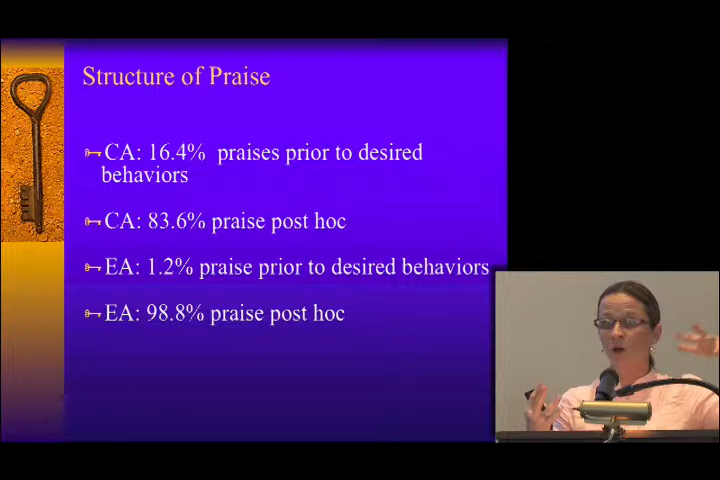 Structure of Praise
CA: 16.4% praises prior to desired
behaviors
CA: 83.6% praise post hoc
EA: 1.2% praise prior to desired behaviors
EA: 98.8% praise post hoc